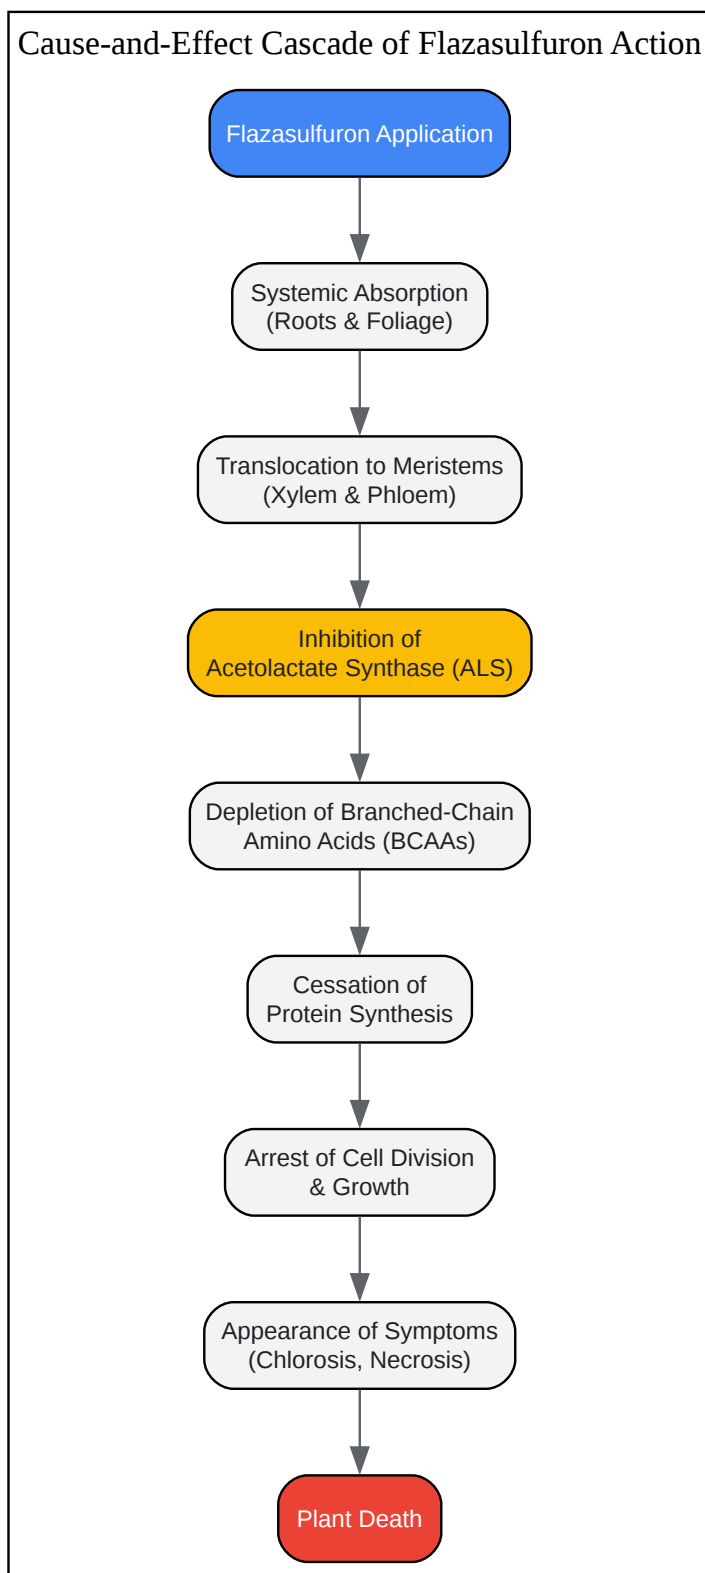 Cause-and-Effect Cascade of Flazasulfuron Action
Flazasulfuron Application
Systemic Absorption
(Roots & Foliage)
Translocation to Meristems
(Xylem & Phloem)
Inhibition of
Acetolactate Synthase (ALS)
Depletion of Branched-Chain
Amino Acids (BCAAs)
Cessation of
Protein Synthesis
Arrest of Cell Division
& Growth
Appearance of Symptoms
(Chlorosis, Necrosis)
Plant Death